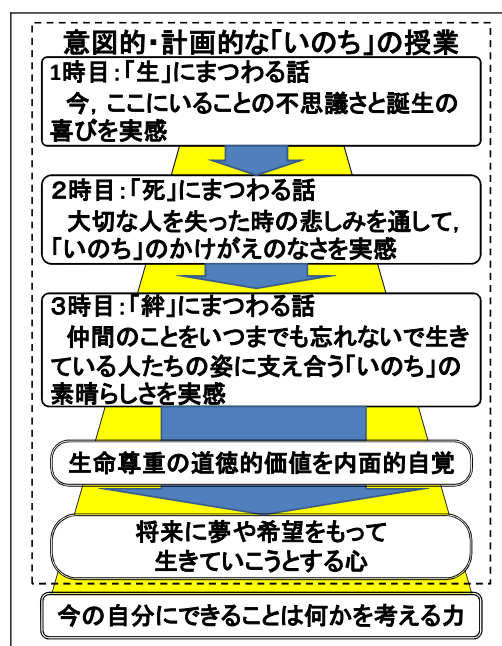 意図的・計画的な「いのち」の授業
1時目：「生」にまつわる話
今，ここにいることの不思議さと誕生の
喜びを実感
２時目：「死」にまつわる話
大切な人を失った時の悲しみを通して，
「いのち」のかけがえのなさを実感
３時目：「絆」にまつわる話
仲間のことをいつまでも忘れないで生き
ている人たちの姿に支え合う「いのち」の
素晴らしさを実感
生命尊重の道徳的価値を内面的自覚
将来に夢や希望をもって
生きていこうとする心
今の自分にできることは何かを考える力